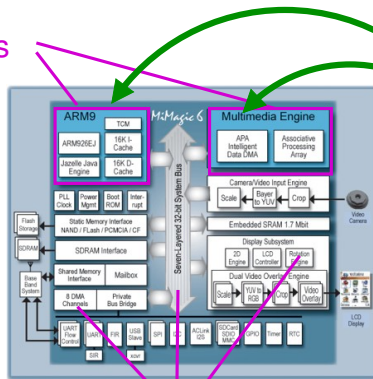 s
ARM9
TCM
ARM926EJ
16K I-
Cache
Jazelle Java
Engine
16K D-
Cache
MiMagic 6
Seven-Layered 32-bit System Bus
Multimedia Engine
APA
Intelligent
Data DMA
Associative
Processing
Array
Camera/Video Input Engine
Scale
Bayer
to YUV
Crop
Video
Camera
PLL
Clock
Power
Mgmt
Boot
ROM
Inter-
rupt
Static Memory Interface
NAND / FLash / PCMCIA / CF
Flash
Storage
SDRAM
SDRAM Interface
Embedded SRAM 1.7 Mbit
Display Subsystem
2D
Engine
LCD
Controller
Rotation
Engine
Dual Video Overlay Engine
Scale
YUV to
RGB
Crop
Video
Overlay
LCD
Display
Shared Memory
Interface
Mailbox
Base
Band
System
8 DMA
Channels
Private
Bus Bridge
UART
Flow
Control
UART
FIR
USB
Slave
SPI
I2C
ACLink
I2S
SDCard
SDIO
MMC
GPIO
Timer
RTC
SIR
xcvr